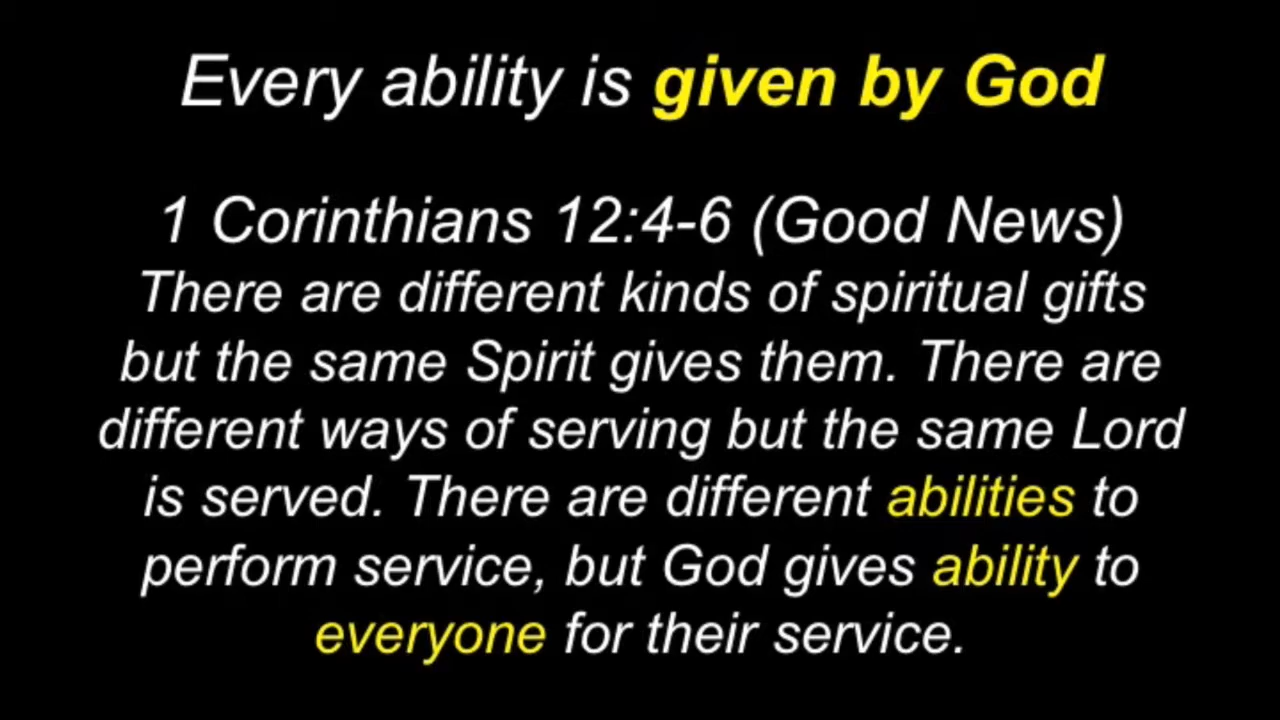 Every ability is given by God
1 Corinthians 12:4-6 (Good News)
There are different kinds of spiritual gifts
but the same Spirit gives them. There are
different ways of serving but the same Lord
is served. There are different abilities to
perform service, but God gives ability to
everyone for their service.